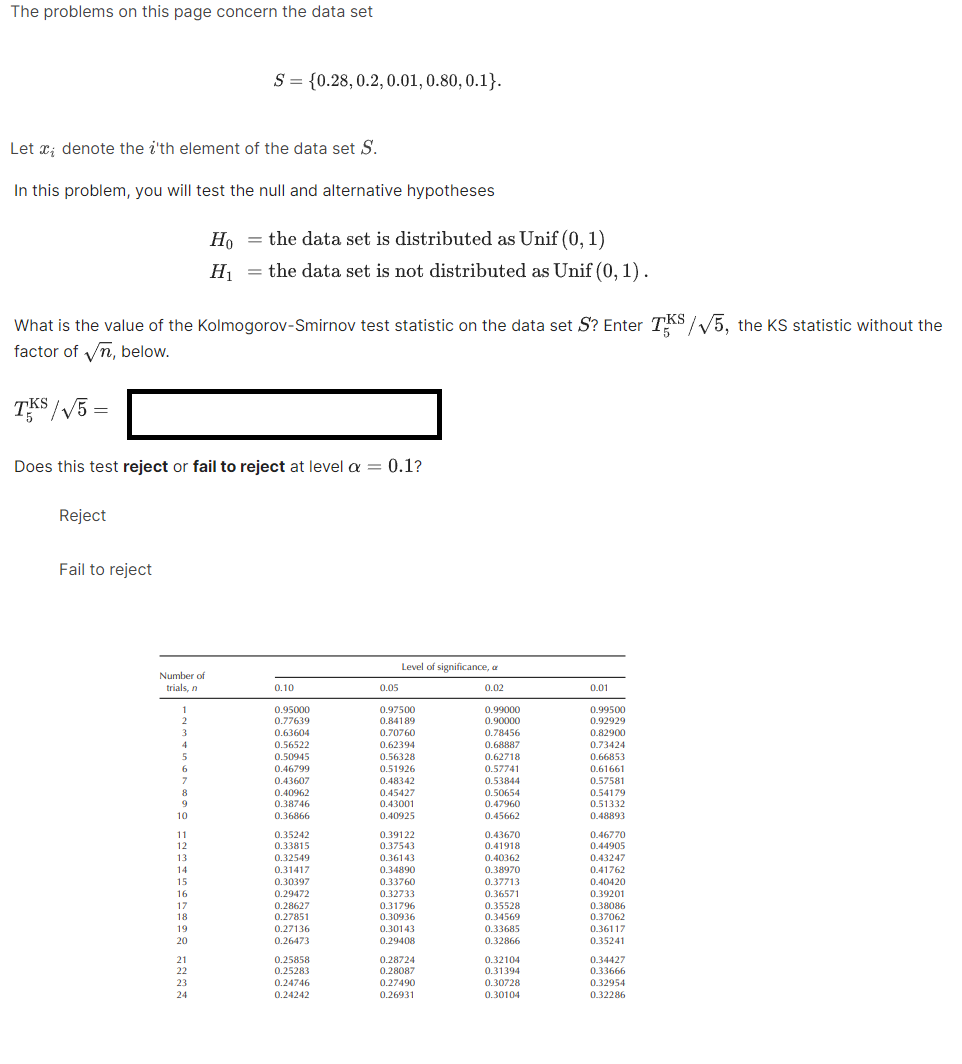 The problems on this page concern the data set
S = {0.28, 0.2, 0.01, 0.80, 0.1}.
Let xᵢ denote the i'th element of the data set S.
In this problem, you will test the null and alternative hypotheses
H₀ = the data set is distributed as Unif (0, 1)
H₁ = the data set is not distributed as Unif (0, 1) .
What is the value of the Kolmogorov-Smirnov test statistic on the data set S? Enter T₅ᴷˢ/√5, the KS statistic without the
factor of √n, below.
T₅ᴷˢ/√5 =
Does this test reject or fail to reject at level α = 0.1?
Reject
Fail to reject
Level of significance, α
Number of
trials, n 0.10 0.05 0.02 0.01
1 0.95000 0.97500 0.99000 0.99500
2 0.77639 0.84189 0.90000 0.92929
3 0.63604 0.70760 0.78456 0.82900
4 0.56522 0.62394 0.68887 0.73424
5 0.50945 0.56328 0.62718 0.66853
6 0.46799 0.51926 0.57741 0.61661
7 0.43607 0.48342 0.53844 0.57581
8 0.40962 0.45427 0.50654 0.54179
9 0.38746 0.43001 0.47960 0.51332
10 0.36866 0.40925 0.45662 0.48893
11 0.35242 0.39122 0.43670 0.46770
12 0.33815 0.37543 0.41918 0.44905
13 0.32549 0.36143 0.40362 0.43247
14 0.31417 0.34890 0.38970 0.41762
15 0.30397 0.33760 0.37713 0.40420
16 0.29472 0.32733 0.36571 0.39201
17 0.28627 0.31796 0.35528 0.38086
18 0.27851 0.30936 0.34569 0.37062
19 0.27136 0.30143 0.33685 0.36117
20 0.26473 0.29408 0.32866 0.35241
21 0.25858 0.28724 0.32104 0.34427
22 0.25283 0.28087 0.31394 0.33666
23 0.24746 0.27490 0.30728 0.32954
24 0.24242 0.26931 0.30104 0.32286